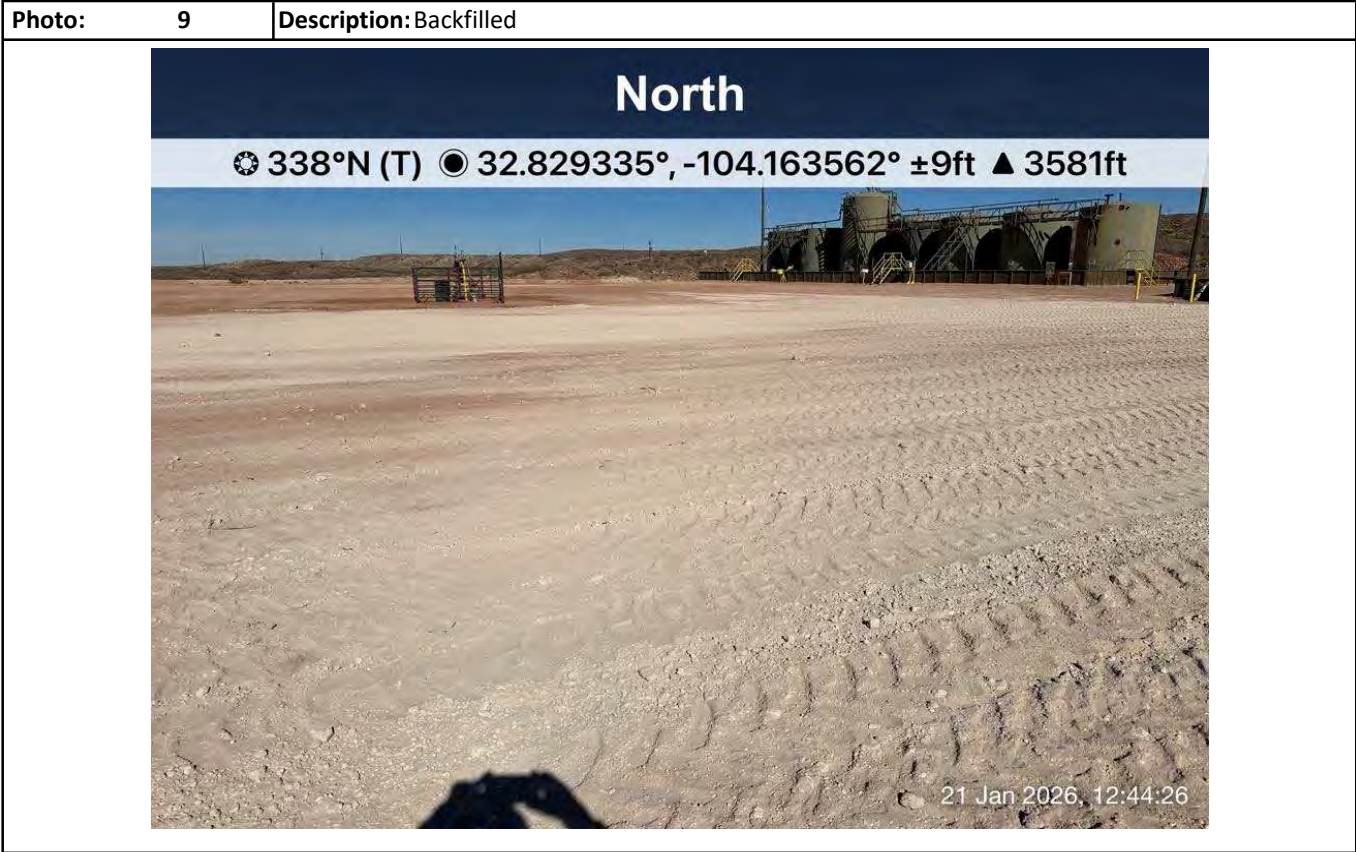 Photo: 9 Description: Backfilled
North
338°N (T) 32.829335°, -104.163562° ±9ft ▲ 3581ft
21 Jan 2026, 12:44:26